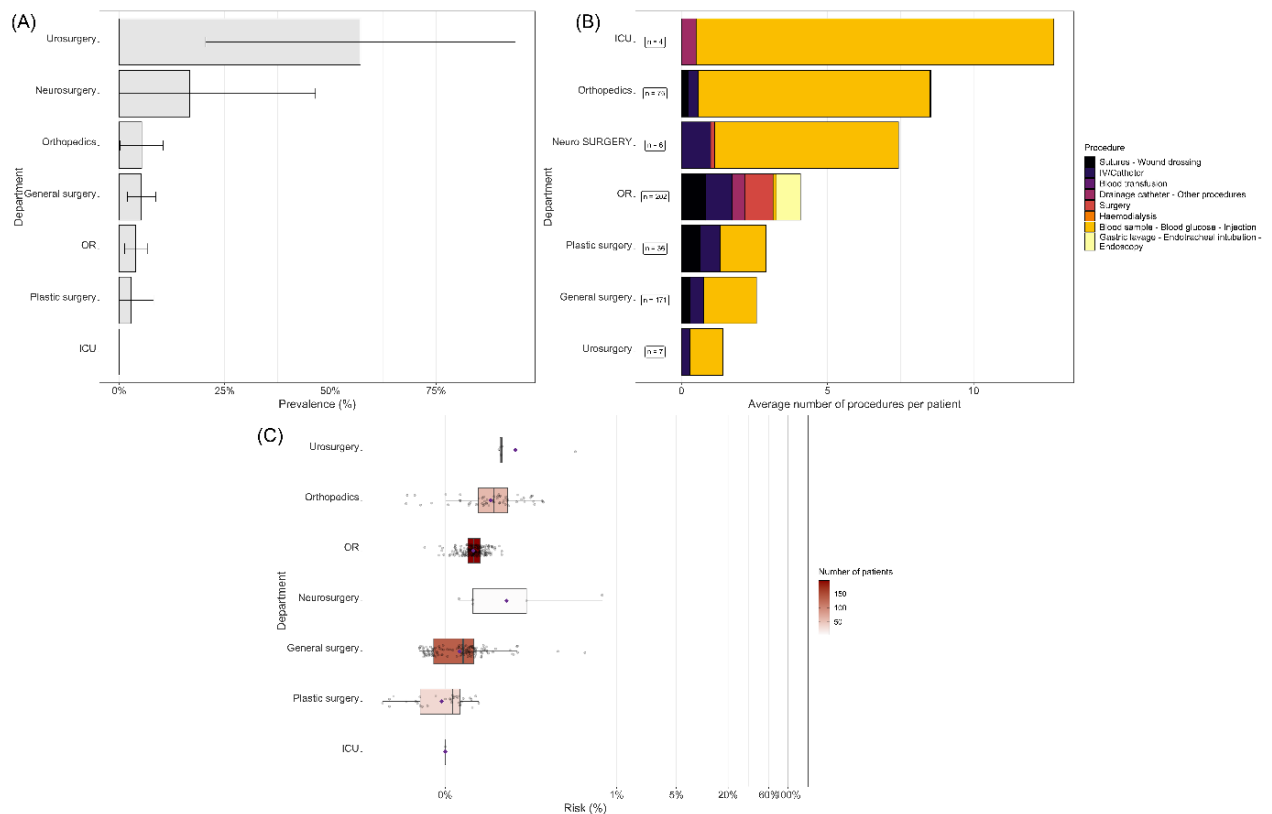 (A)
Urosurgery
Neurosurgery
Orthopedics
General surgery
OR
Plastic surgery
ICU
Department
0%
25%
50%
75%
Prevalence (%)
(B)
ICU
n = 4
Orthopedics
Neuro SURGERY
n = 6
OR
n = 202
Plastic surgery
General surgery
n = 171
Urosurgery
n = 7
Department
0
5
10
Average number of procedures per patient
Procedure
Sutures - Wound dressing
IV/Catheter
Blood transfusion
Drainage catheter - Other procedures
Surgery
Haemodialysis
Blood sample - Blood glucose - Injection
Gastric lavage - Endotracheal intubation -
Endoscopy
(C)
Urosurgery
Orthopedics
OR
Neurosurgery
General surgery
Plastic surgery
ICU
Department
0%
1%
5%
20%
60%
100%
Risk (%)
Number of patients
150
100
50